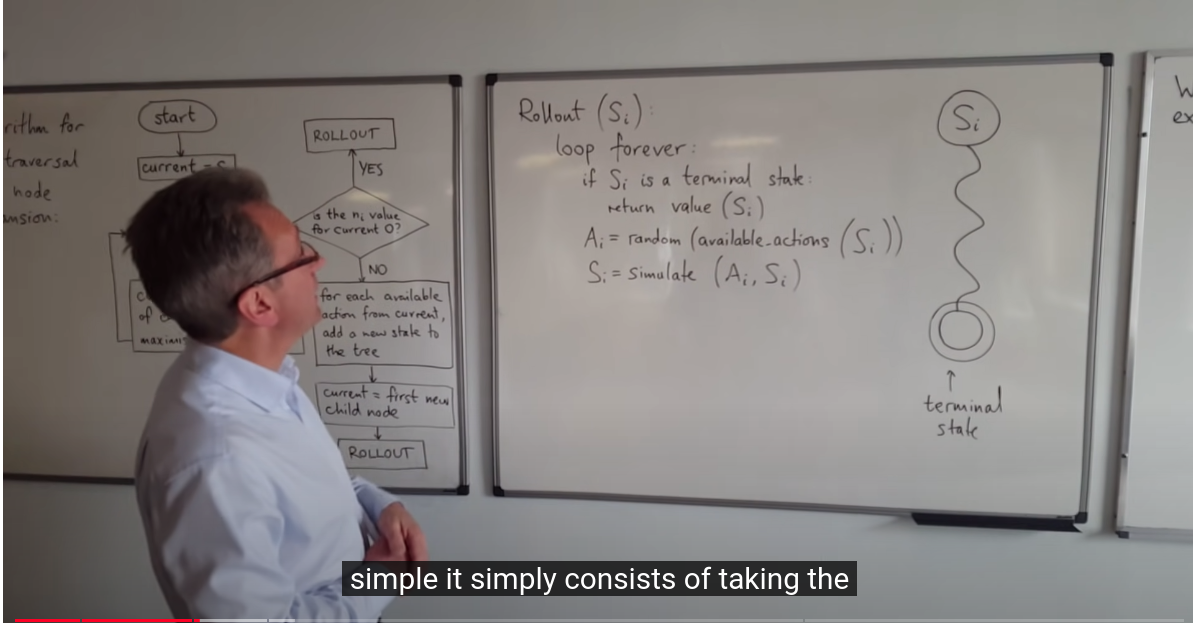 rithm for
traversal
node
ansion:
start
current =
ROLLOUT
YES
is the ni value
for current 0?
NO
for each available
action from current,
add a new state to
the tree
current = first new
child node
ROLLOUT
of
maximi
Rollout (Si):
loop forever:
if Si is a terminal state:
return value (Si)
Ai = random (available-actions (Si))
Si = simulate (Ai, Si)
Si
↑
terminal
state
W
ex
simple it simply consists of taking the